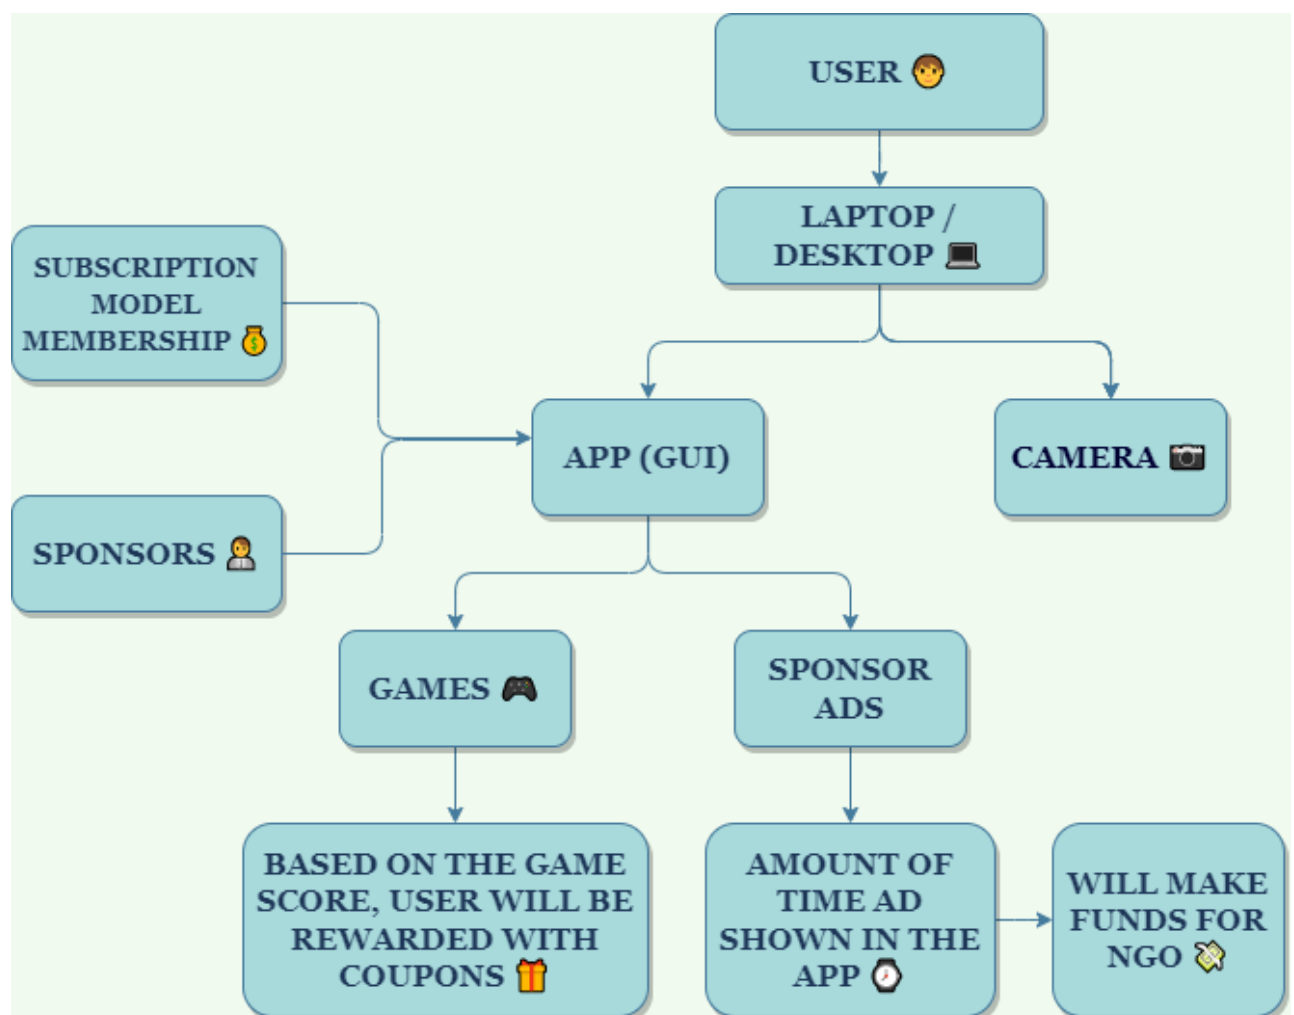 USER
LAPTOP /
DESKTOP
SUBSCRIPTION
MODEL
MEMBERSHIP
APP (GUI)
CAMERA
SPONSORS
GAMES
SPONSOR
ADS
BASED ON THE GAME
SCORE, USER WILL BE
REWARDED WITH
COUPONS
AMOUNT OF
TIME AD
SHOWN IN THE
APP
WILL MAKE
FUNDS FOR
NGO